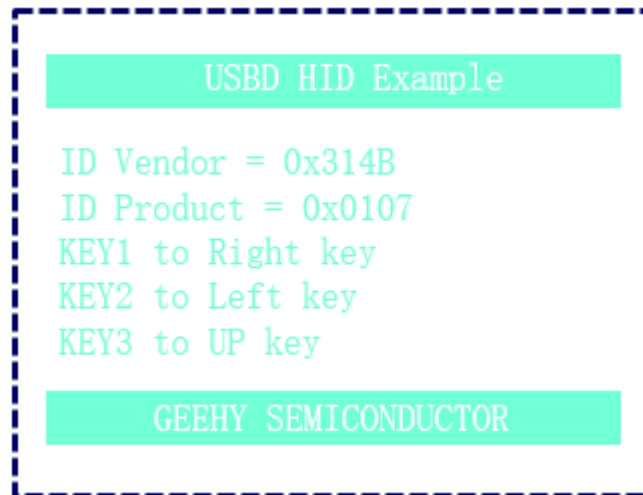 USBD HID Example
ID Vendor = 0x314B
ID Product = 0x0107
KEY1 to Right key
KEY2 to Left key
KEY3 to UP key
GEEHY SEMICONDUCTOR